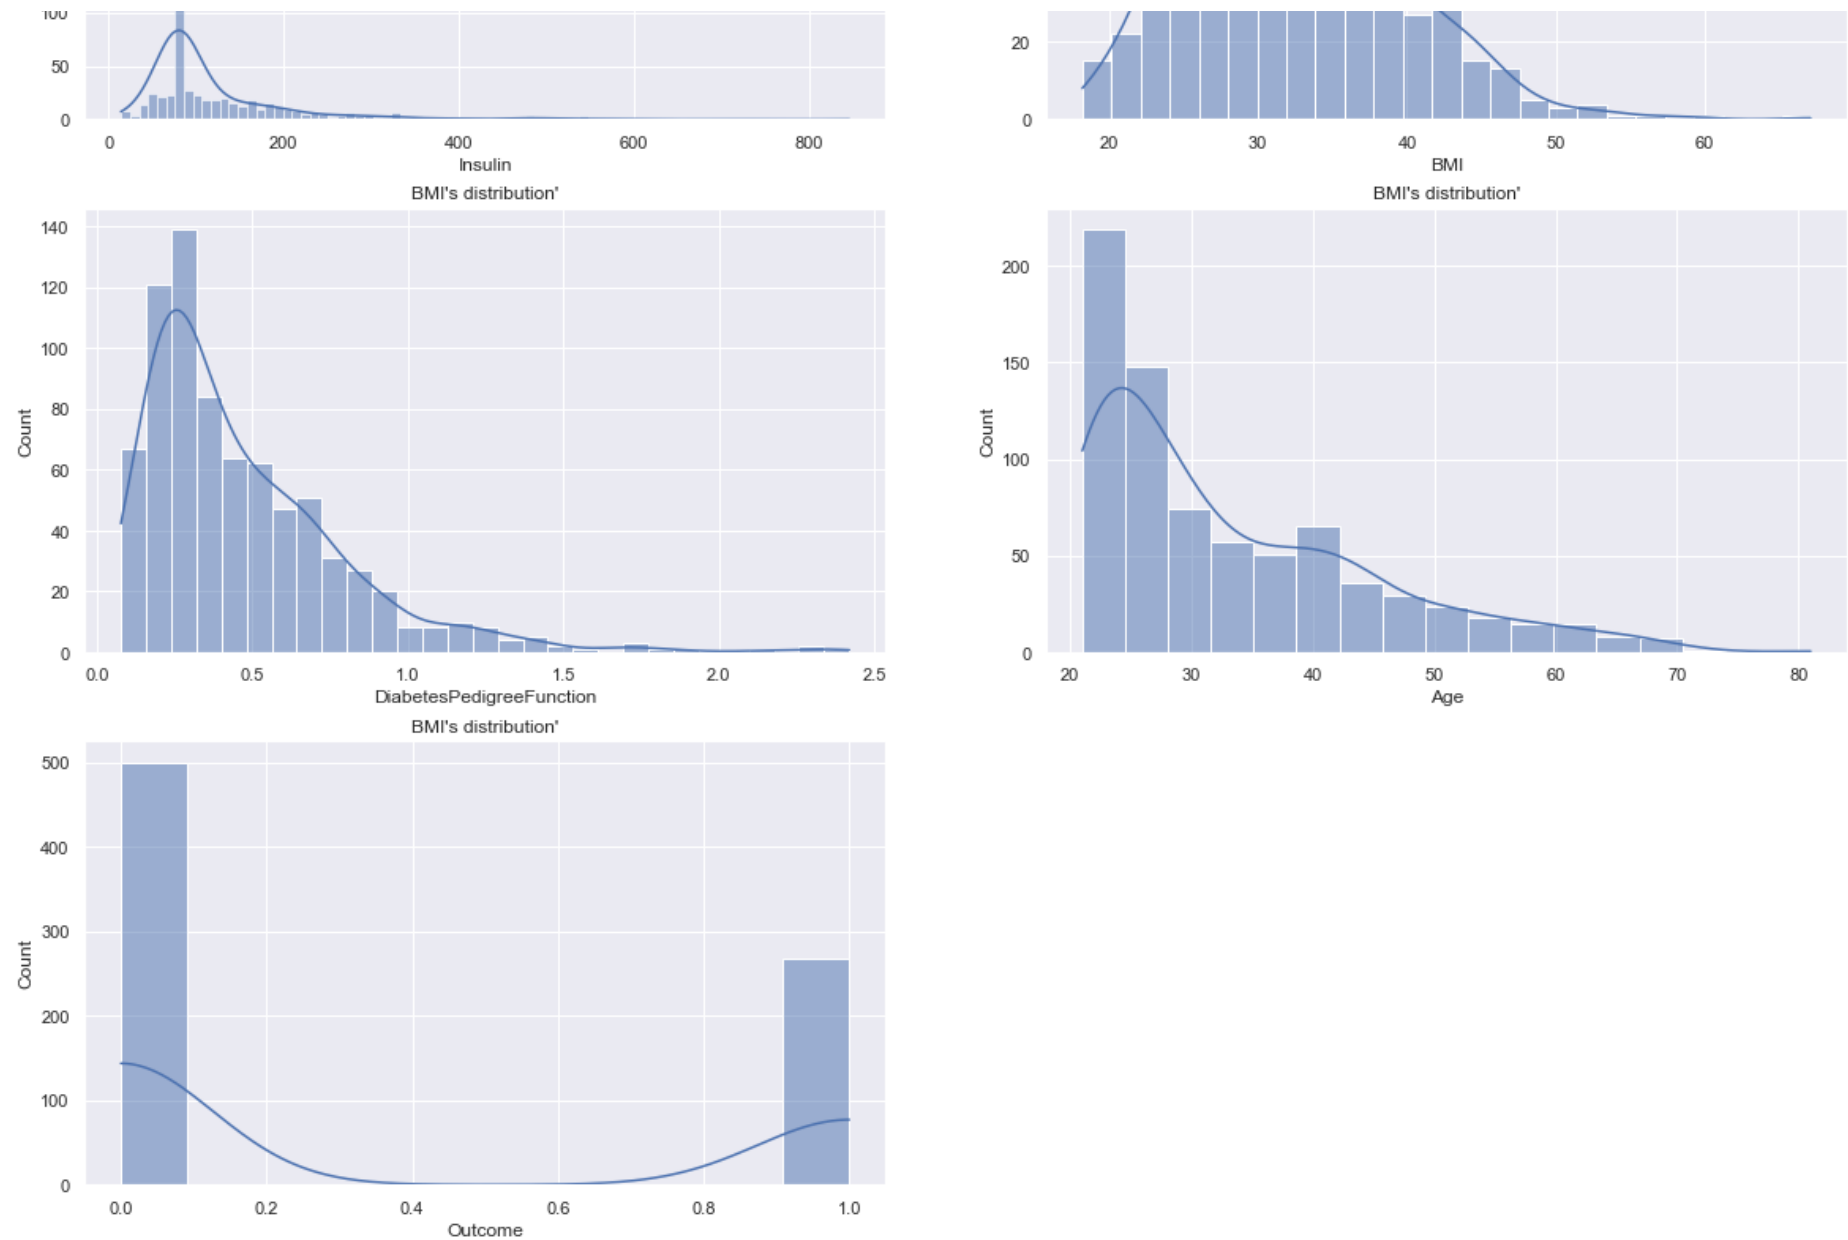 100
50
0
0 200 400 600 800
Insulin
20
0
20 30 40 50 60
BMI
BMI's distribution'
140
120
100
80
60
40
20
0
Count
0.0 0.5 1.0 1.5 2.0 2.5
DiabetesPedigreeFunction
BMI's distribution'
200
150
100
50
0
Count
20 30 40 50 60 70 80
Age
BMI's distribution'
500
400
300
200
100
0
Count
0.0 0.2 0.4 0.6 0.8 1.0
Outcome